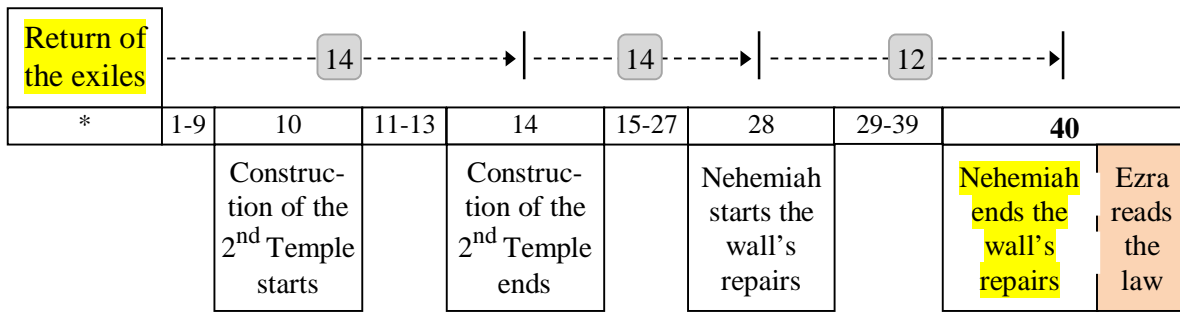 Return of
the exiles
14
14
12
* 1-9 10 11-13 14 15-27 28 29-39 40
Construc-
tion of the
2nd Temple
starts
Construc-
tion of the
2nd Temple
ends
Nehemiah
starts the
wall’s
repairs
Nehemiah
ends the
wall’s
repairs
Ezra
reads
the
law